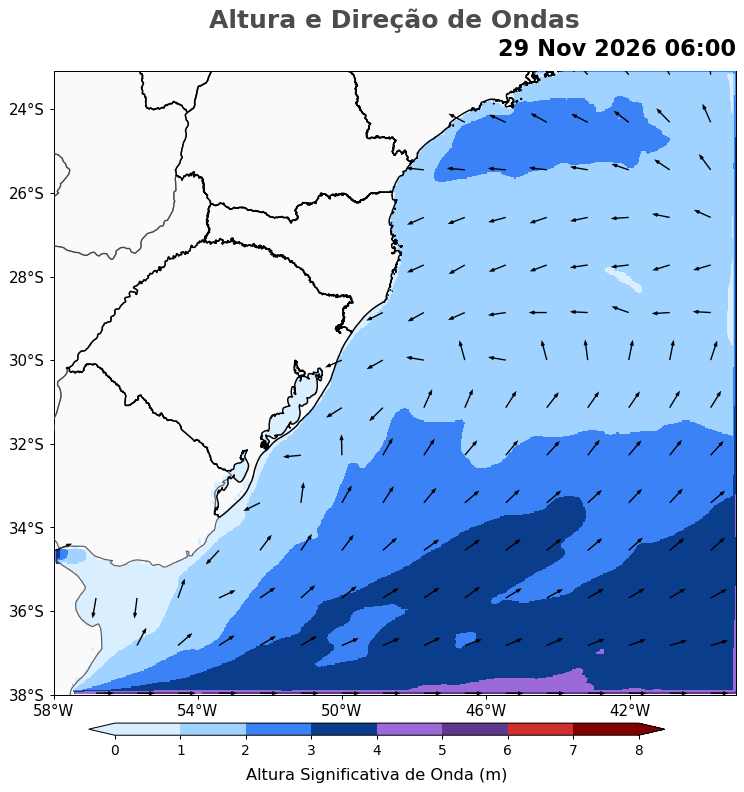 Altura e Direção de Ondas
29 Nov 2026 06:00
24°S
26°S
28°S
30°S
32°S
34°S
36°S
38°S
58°W 54°W 50°W 46°W 42°W
0 1 2 3 4 5 6 7 8
Altura Significativa de Onda (m)